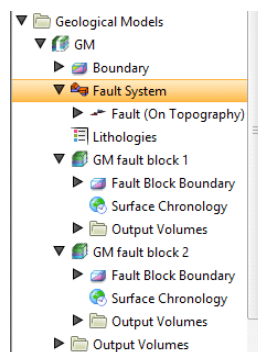 Geological Models
GM
Boundary
Fault System
Fault (On Topography)
Lithologies
GM fault block 1
Fault Block Boundary
Surface Chronology
Output Volumes
GM fault block 2
Fault Block Boundary
Surface Chronology
Output Volumes
Output Volumes